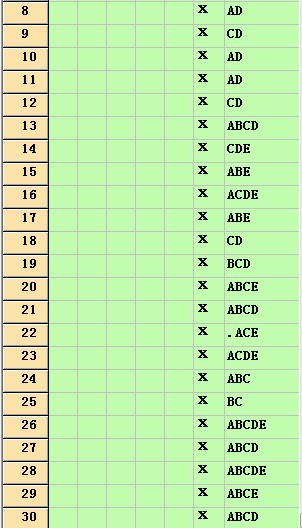 8 X AD
9 X CD
10 X AD
11 X AD
12 X CD
13 X ABCD
14 X CDE
15 X ABE
16 X ACDE
17 X ABE
18 X CD
19 X BCD
20 X ABCE
21 X ABCD
22 X .ACE
23 X ACDE
24 X ABC
25 X BC
26 X ABCDE
27 X ABCD
28 X ABCDE
29 X ABCE
30 X ABCD